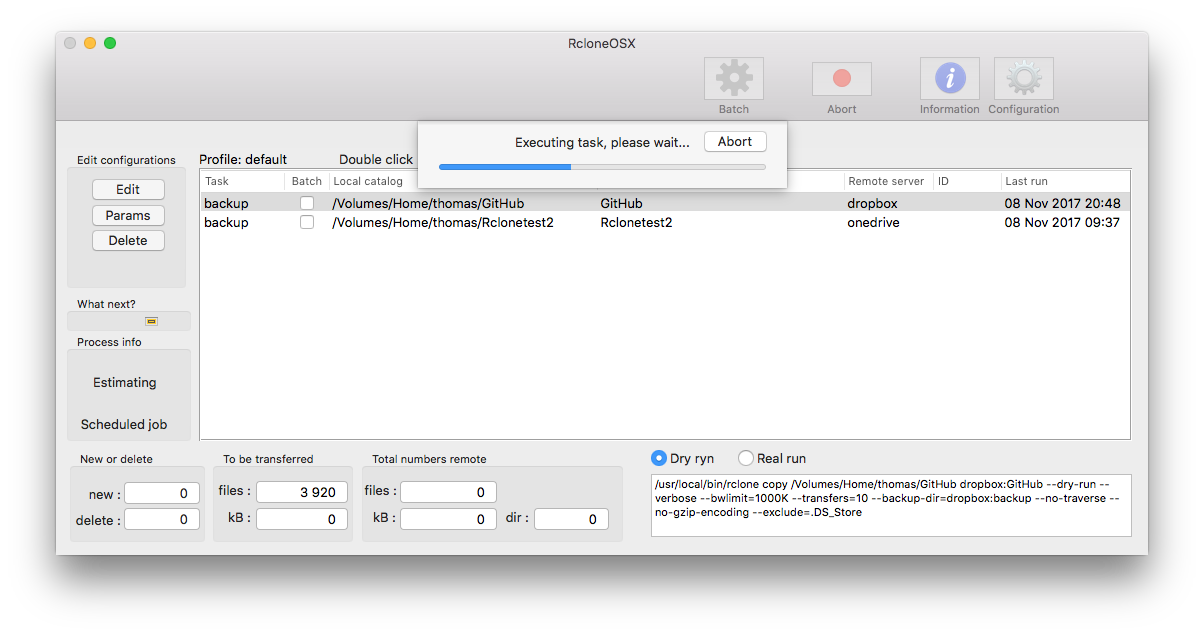 RcloneOSX
Batch
Abort
Information
Configuration
Executing task, please wait...
Abort
Edit configurations
Profile: default
Double click
Edit
Params
Delete
Task Batch Local catalog Remote server ID Last run
backup /Volumes/Home/thomas/GitHub GitHub dropbox 08 Nov 2017 20:48
backup /Volumes/Home/thomas/Rclonetest2 Rclonetest2 onedrive 08 Nov 2017 09:37
What next?
Process info
Estimating
Scheduled job
New or delete
new : 0
delete : 0
To be transferred
files : 3 920
kB : 0
Total numbers remote
files : 0
kB : 0 dir : 0
Dry ryn Real run
/usr/local/bin/rclone copy /Volumes/Home/thomas/GitHub dropbox:GitHub --dry-run --
verbose --bwlimit=1000K --transfers=10 --backup-dir=dropbox:backup --no-traverse --
no-gzip-encoding --exclude=.DS_Store